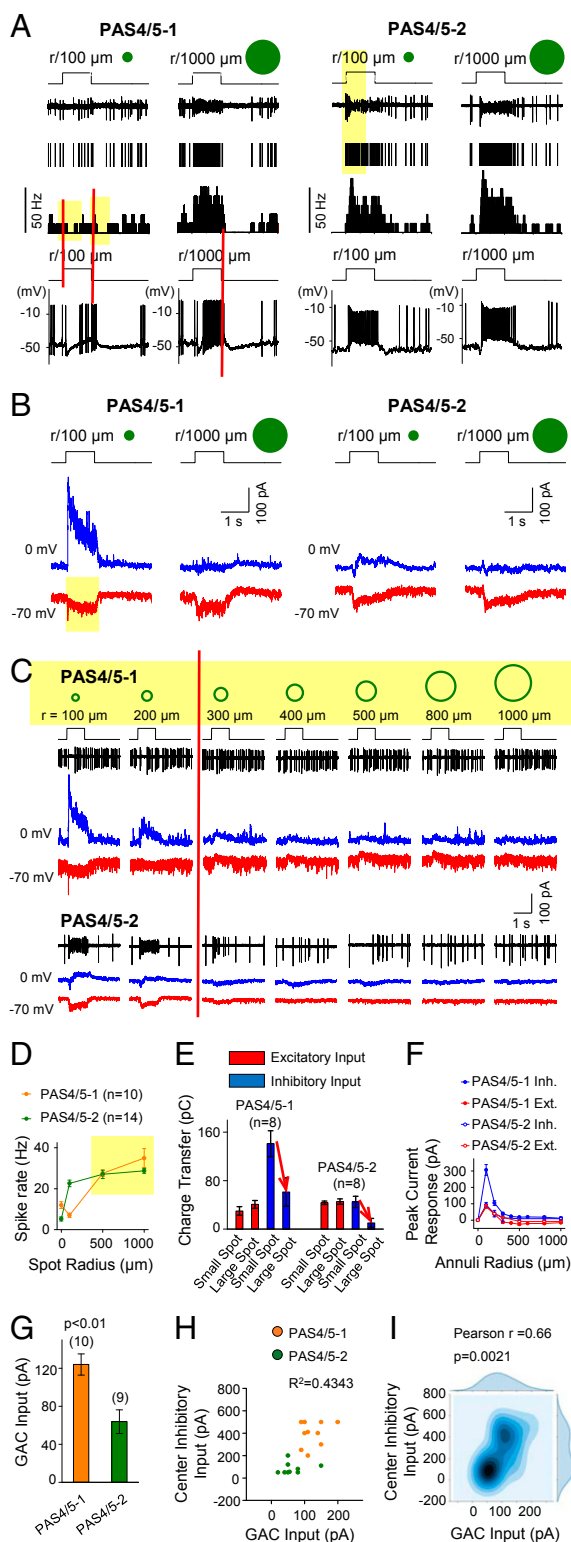 A
PAS4/5-1
PAS4/5-2
r/100 µm
r/1000 µm
r/100 µm
r/1000 µm
50 Hz
50 Hz
r/100 µm
r/1000 µm
r/100 µm
r/1000 µm
(mV)
(mV)
(mV)
(mV)
-10
-10
-10
-10
-50
-50
-50
-50
B
PAS4/5-1
PAS4/5-2
r/100 µm
r/1000 µm
r/100 µm
r/1000 µm
1 s
100 pA
0 mV
0 mV
-70 mV
-70 mV
C
PAS4/5-1
r = 100 µm
200 µm
300 µm
400 µm
500 µm
800 µm
1000 µm
0 mV
-70 mV
1 s
100 pA
PAS4/5-2
0 mV
-70 mV
D
PAS4/5-1 (n=10)
PAS4/5-2 (n=14)
Spike rate (Hz)
60
40
20
0
0
500
1000
Spot Radius (µm)
E
Excitatory Input
Inhibitory Input
PAS4/5-1
(n=8)
PAS4/5-2
(n=8)
Charge Transfer (pC)
160
80
0
Small Spot
Large Spot
Small Spot
Large Spot
Small Spot
Large Spot
Small Spot
Large Spot
F
PAS4/5-1 Inh.
PAS4/5-1 Ext.
PAS4/5-2 Inh.
PAS4/5-2 Ext.
Peak Current
Response (pA)
300
200
100
0
0
500
1000
Annuli Radius (µm)
G
p<0.01
(10)
(9)
GAC Input (pA)
120
80
40
0
PAS4/5-1
PAS4/5-2
H
PAS4/5-1
PAS4/5-2
R²=0.4343
Center Inhibitory
Input (pA)
800
600
400
200
0
-200
0
100
200
GAC Input (pA)
I
Pearson r =0.66
p=0.0021
Center Inhibitory
Input (pA)
800
600
400
200
0
-200
0
100
200
GAC Input (pA)